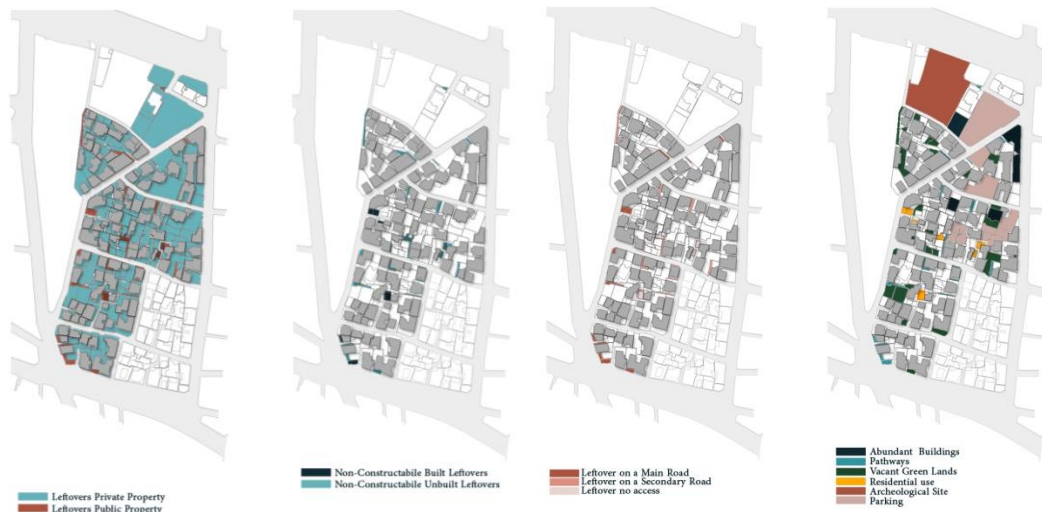 Leftovers Private Property
Leftovers Public Property
Non-Constructabile Built Leftovers
Non-Constructabile Unbuilt Leftovers
Leftover on a Main Road
Leftover on a Secondary Road
Leftover no access
Abundant Buildings
Pathways
Vacant Green Lands
Residential use
Archeological Site
Parking